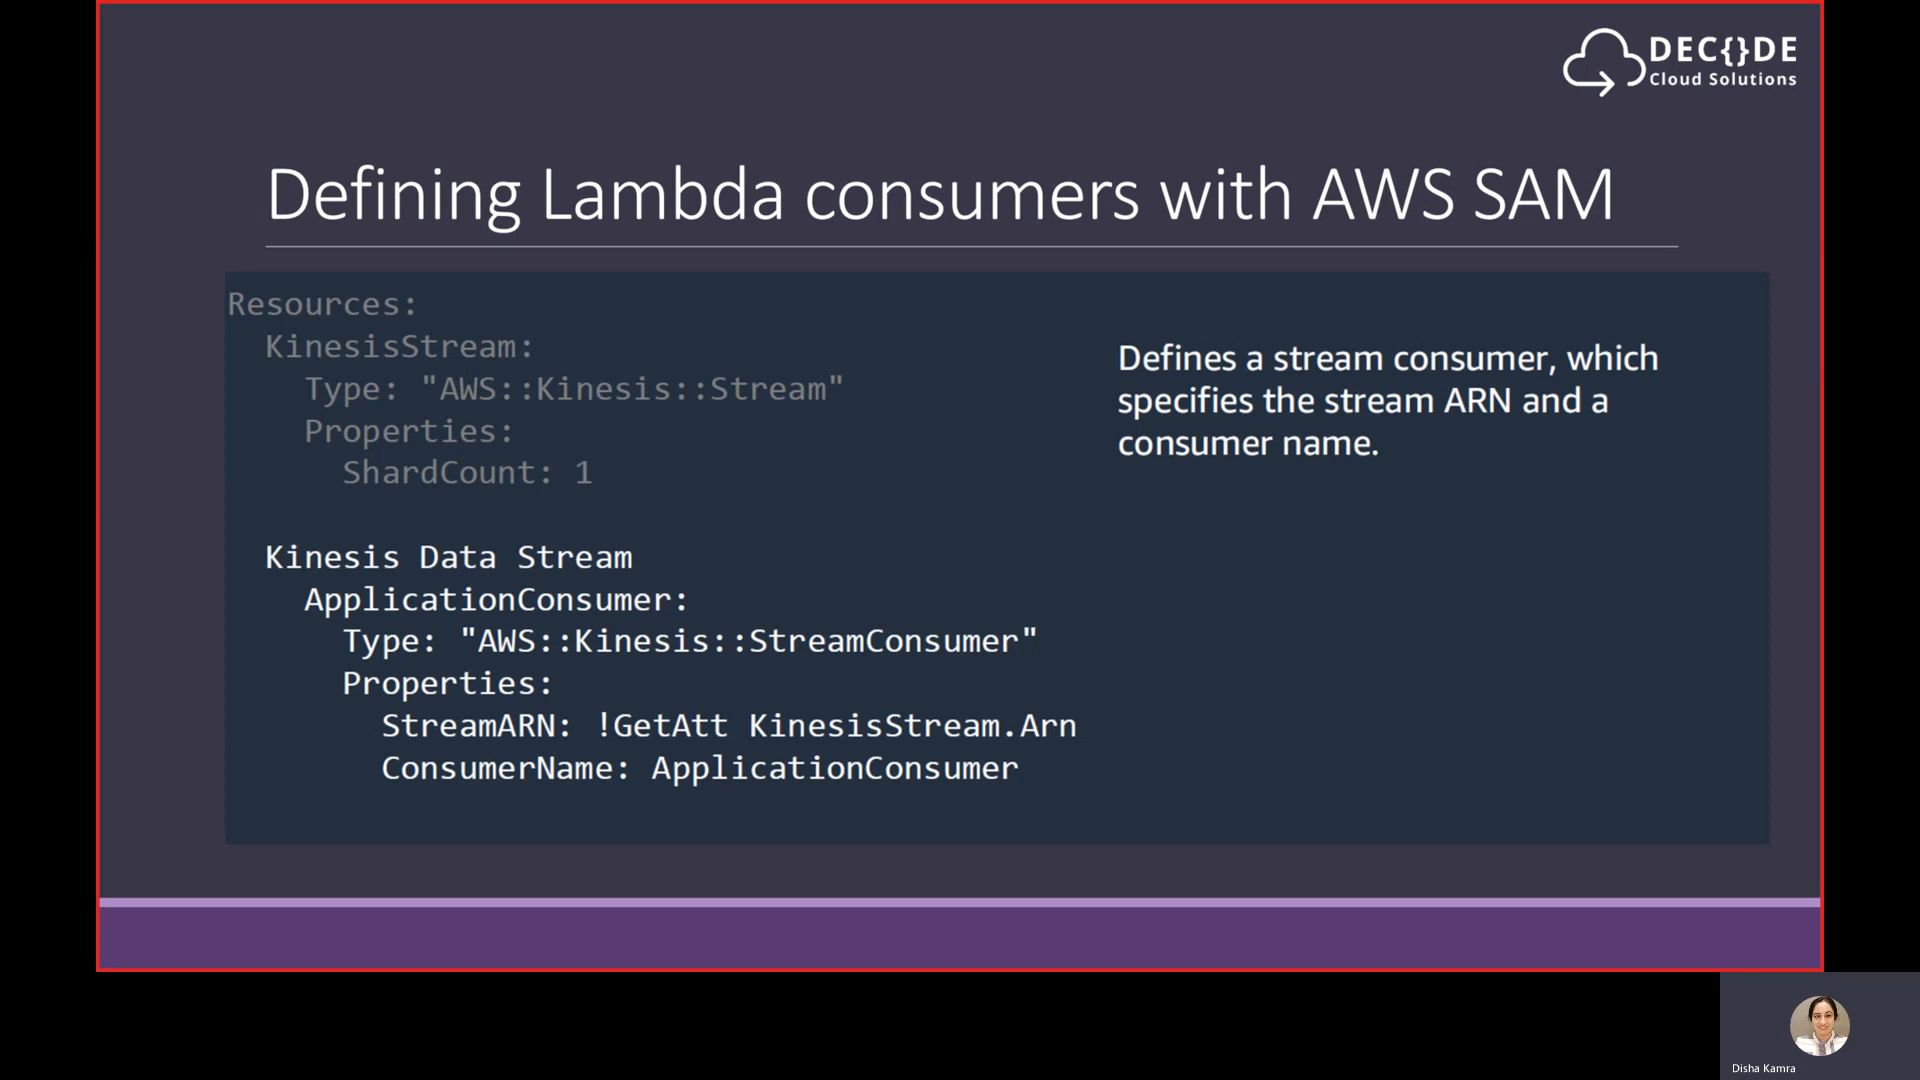 DEC{}DE
Cloud Solutions
Defining Lambda consumers with AWS SAM
Resources:
KinesisStream:
Type: "AWS::Kinesis::Stream"
Properties:
ShardCount: 1
Kinesis Data Stream
ApplicationConsumer:
Type: "AWS::Kinesis::StreamConsumer"
Properties:
StreamARN: !GetAtt KinesisStream.Arn
ConsumerName: ApplicationConsumer
Defines a stream consumer, which
specifies the stream ARN and a
consumer name.
Disha Kamra